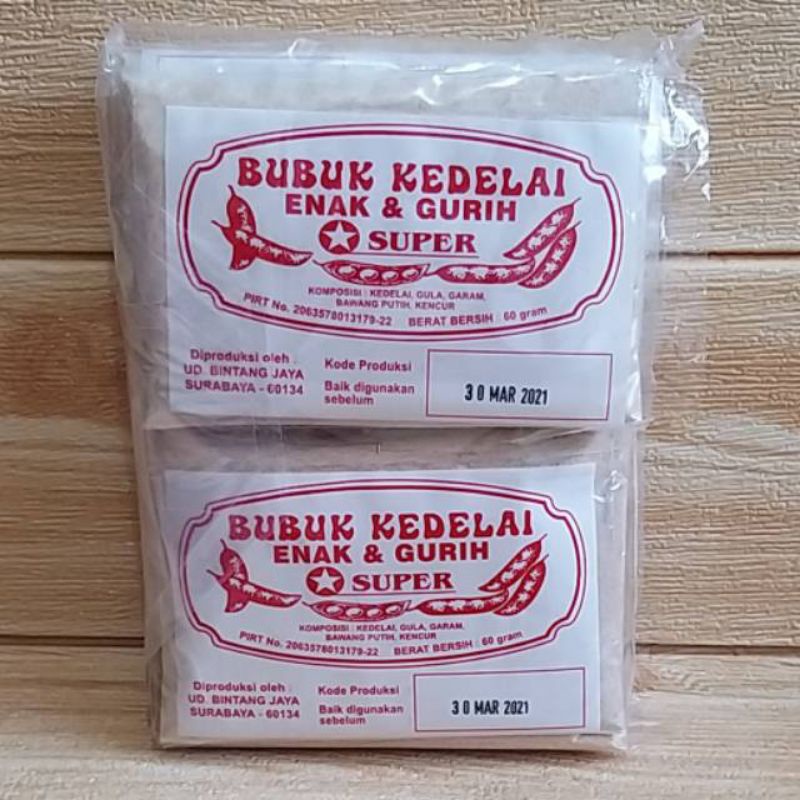 BUBUK KEDELAI
ENAK & GURIH
SUPER
KOMPOSISI : KEDELAI, GULA, GARAM,
BAWANG PUTIH, KENCUR
PIRT No. 2063578013179-22 BERAT BERSIH : 60 gram
Diproduksi oleh :
UD. BINTANG JAYA
SURABAYA - 60134
Kode Produksi
Baik digunakan
sebelum
30 MAR 2021
BUBUK KEDELAI
ENAK & GURIH
SUPER
KOMPOSISI : KEDELAI, GULA, GARAM,
BAWANG PUTIH, KENCUR
PIRT No. 2063578013179-22 BERAT BERSIH : 60 gram
Diproduksi oleh :
UD. BINTANG JAYA
SURABAYA - 60134
Kode Produksi
Baik digunakan
sebelum
30 MAR 2021